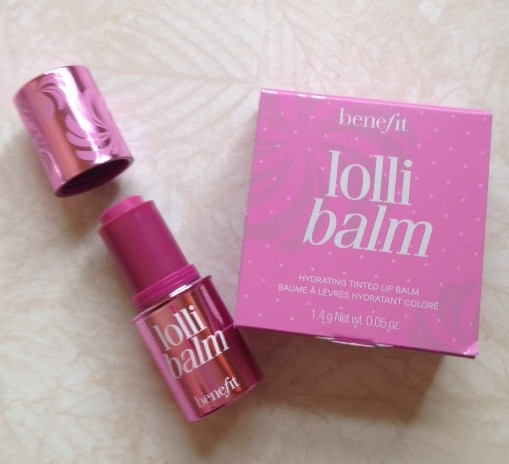 benefit
lolli
balm
HYDRATING TINTED LIP BALM
BAUME À LÈVRES HYDRATANT COLORÉ
1.4 g Net wt. 0.05 oz.
lolli
balm
benefit